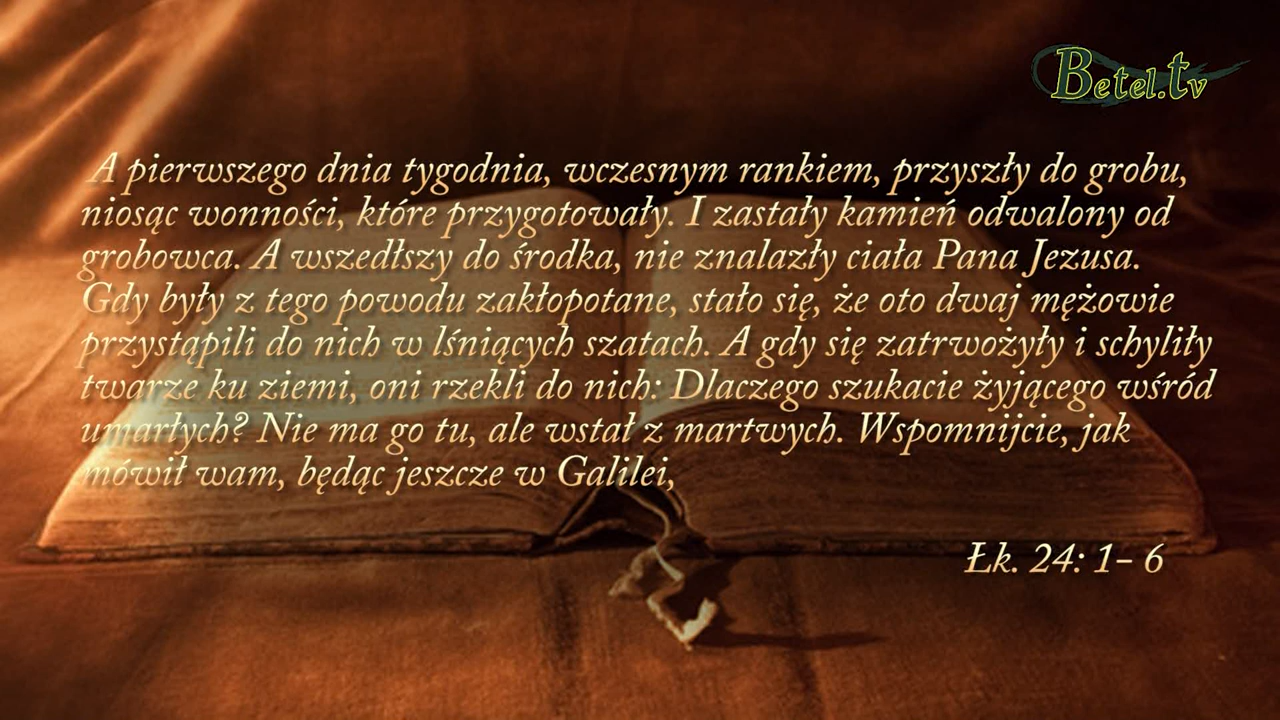 Betel.tv
A pierwszego dnia tygodnia, wczesnym rankiem, przyszły do grobu,
niosąc wonności, które przygotowały. I zastały kamień odwalony od
grobowca. A wszedłszy do środka, nie znalazły ciała Pana Jezusa.
Gdy były z tego powodu zakłopotane, stało się, że oto dwaj mężowie
przystąpili do nich w lśniących szatach. A gdy się zatrwożyły i schyliły
twarze ku ziemi, oni rzekli do nich: Dlaczego szukacie żyjącego wśród
umarłych? Nie ma go tu, ale wstał z martwych. Wspomnijcie, jak
mówił wam, będąc jeszcze w Galilei,
Łk. 24: 1– 6